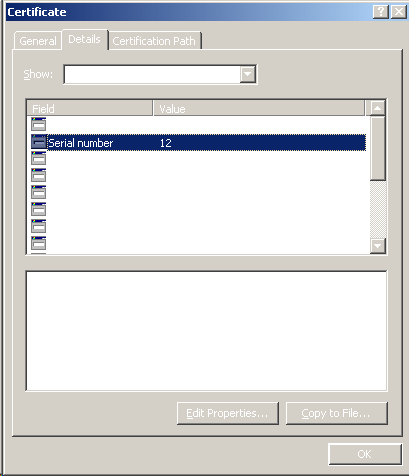 Certificate
General Details Certification Path
Show:
Field Value
Serial number 12
Edit Properties... Copy to File...
OK